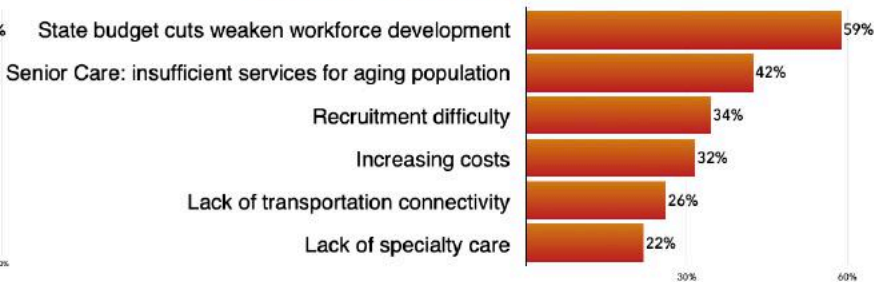 State budget cuts weaken workforce development 59%
Senior Care: insufficient services for aging population 42%
Recruitment difficulty 34%
Increasing costs 32%
Lack of transportation connectivity 26%
Lack of specialty care 22%
30% 60%